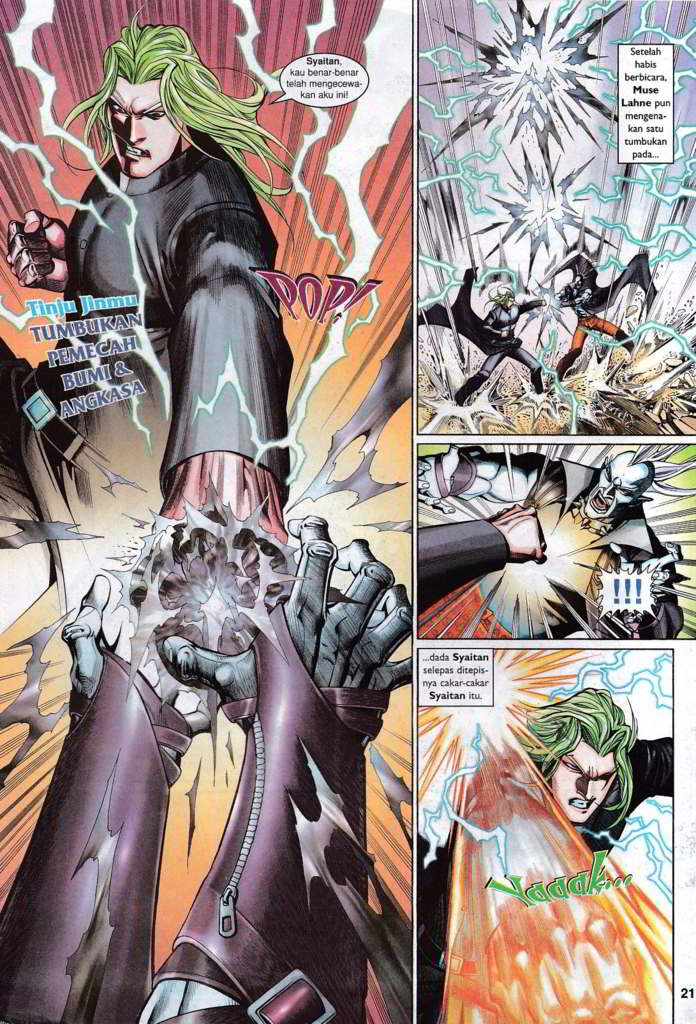 Syaitan,
kau benar-benar
telah mengecewa-
kan aku ini!
POP!
Tinju Jinmu
TUMBUKAN
PEMECAH
BUMI &
ANGKASA
Setelah
habis
berbicara,
Muse
Lahne pun
mengena-
kan satu
tumbukan
pada...
!!!
...dada Syaitan
selepas ditepis-
nya cakar-cakar
Syaitan itu.
Yaaak...
21